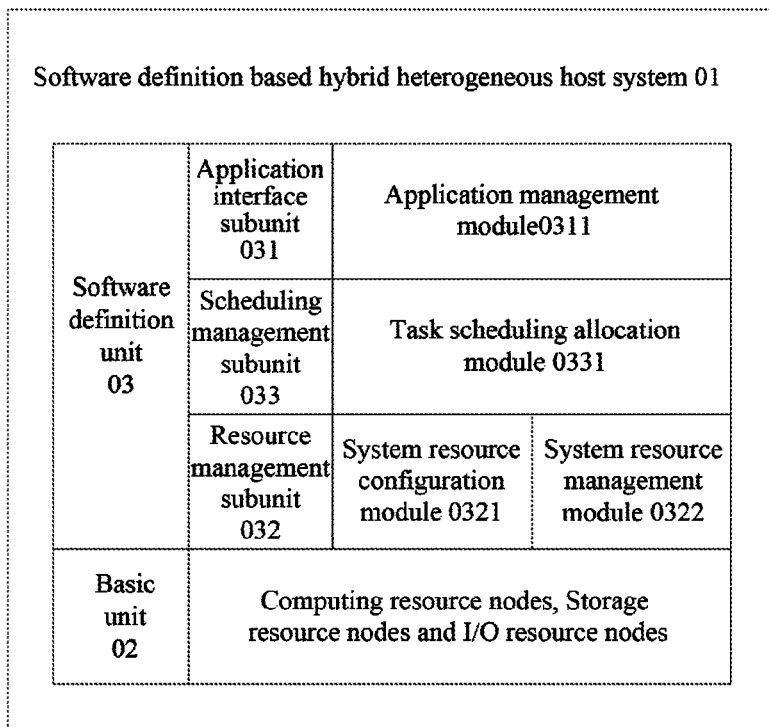 Software definition based hybrid heterogeneous host system 01
Software
definition
unit
03
Application
interface
subunit
031
Application management
module0311
Scheduling
management
subunit
033
Task scheduling allocation
module 0331
Resource
management
subunit
032
System resource
configuration
module 0321
System resource
management
module 0322
Basic
unit
02
Computing resource nodes, Storage
resource nodes and I/O resource nodes